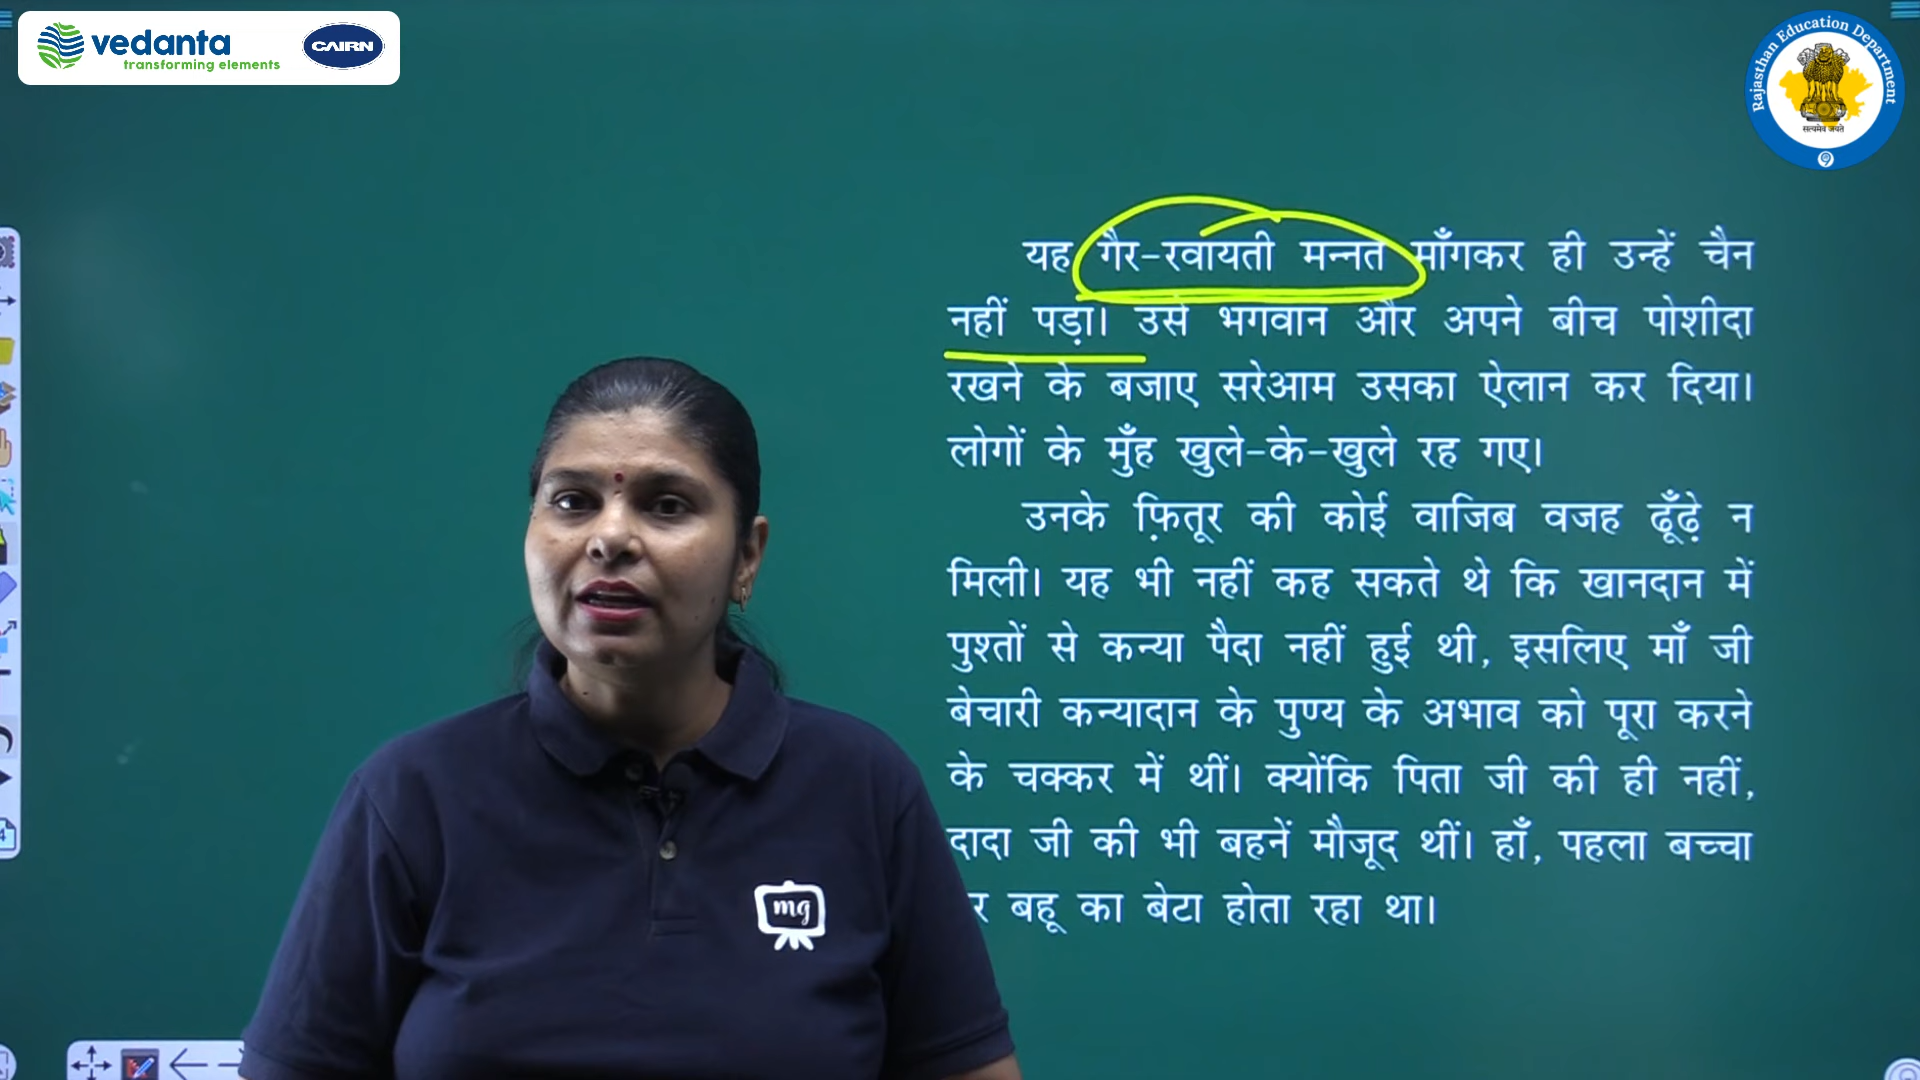 vedanta
transforming elements
CAIRN
Rajasthan Education Department
सत्यमेव जयते
यह गैर-रवायती मन्नत माँगकर ही उन्हें चैन
नहीं पड़ा। उसे भगवान और अपने बीच पोशीदा
रखने के बजाए सरेआम उसका ऐलान कर दिया।
लोगों के मुँह खुले-के-खुले रह गए।
उनके फ़ितूर की कोई वाजिब वजह ढूँढ़े न
मिली। यह भी नहीं कह सकते थे कि खानदान में
पुश्तों से कन्या पैदा नहीं हुई थी, इसलिए माँ जी
बेचारी कन्यादान के पुण्य के अभाव को पूरा करने
के चक्कर में थीं। क्योंकि पिता जी की ही नहीं,
दादा जी की भी बहनें मौजूद थीं। हाँ, पहला बच्चा
र बहू का बेटा होता रहा था।
mg